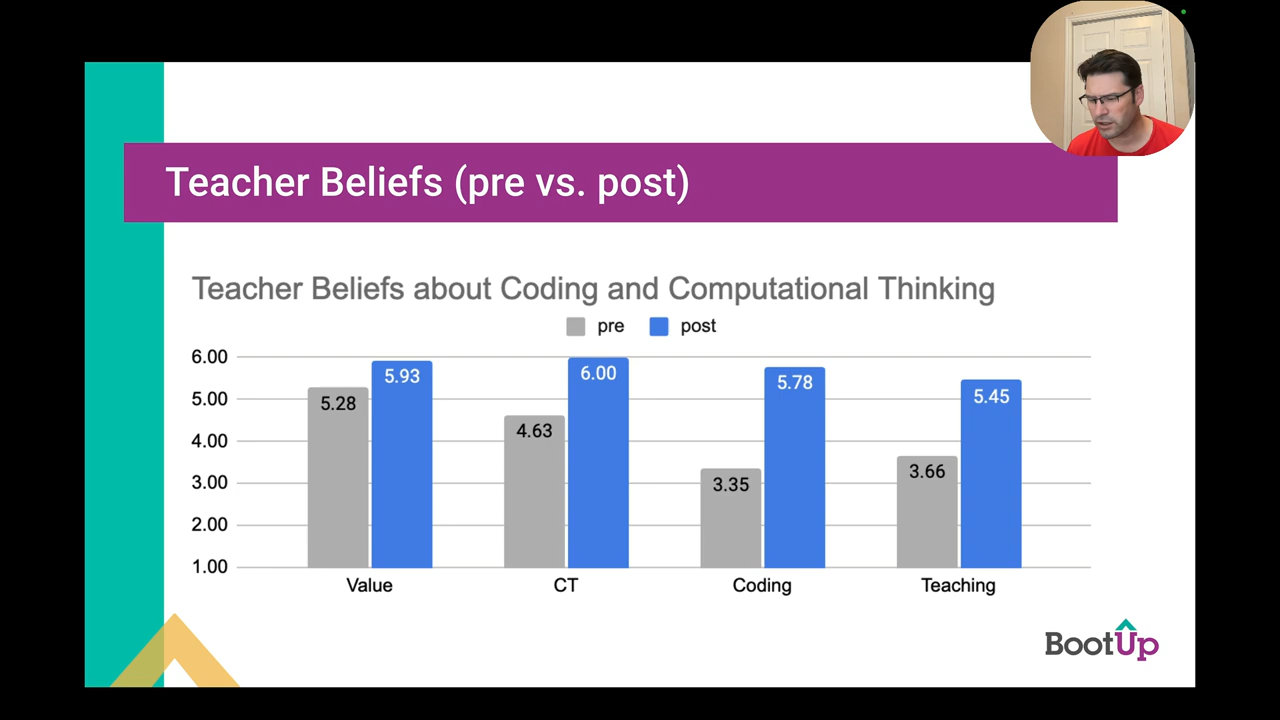 Teacher Beliefs (pre vs. post)
Teacher Beliefs about Coding and Computational Thinking
pre post
6.00
5.00
4.00
3.00
2.00
1.00
5.28 5.93
4.63 6.00
3.35 5.78
3.66 5.45
Value CT Coding Teaching
BootUp